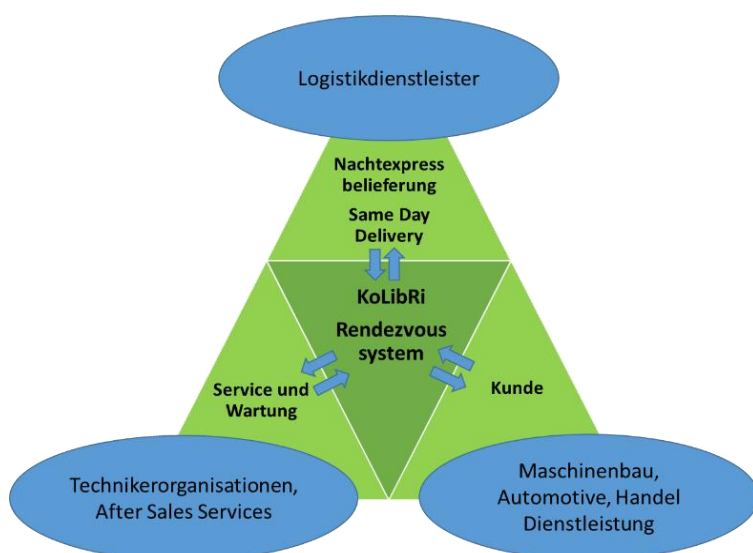 Logistikdienstleister
Nachtexpress
belieferung
Same Day
Delivery
KoLibRi
Rendezvous
system
Service und
Wartung
Kunde
Technikerorganisationen,
After Sales Services
Maschinenbau,
Automotive, Handel
Dienstleistung